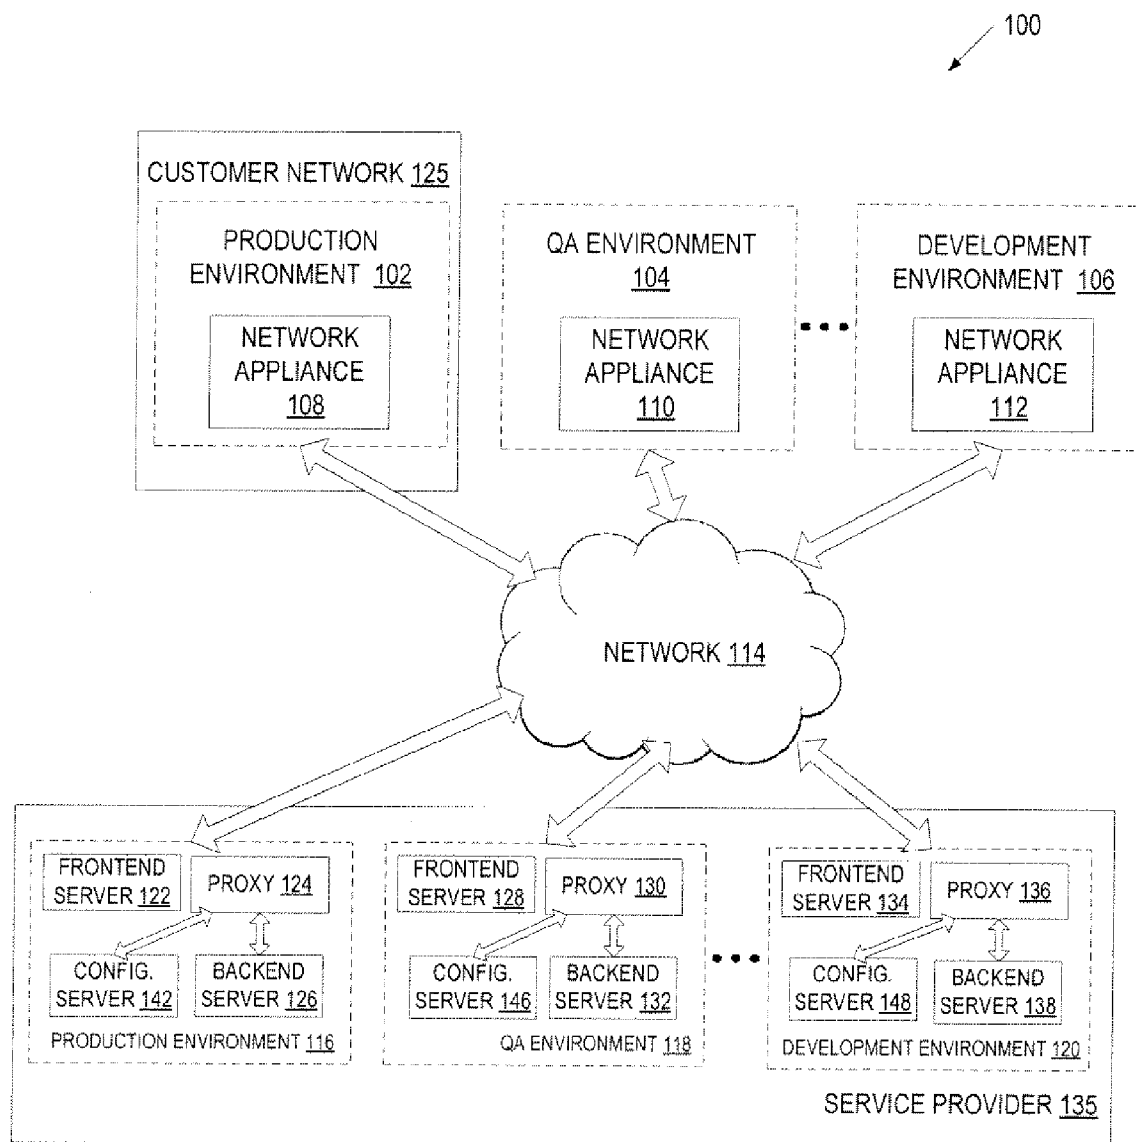 100
CUSTOMER NETWORK 125
PRODUCTION
ENVIRONMENT 102
NETWORK
APPLIANCE
108
QA ENVIRONMENT
104
NETWORK
APPLIANCE
110
DEVELOPMENT
ENVIRONMENT 106
NETWORK
APPLIANCE
112
NETWORK 114
FRONTEND
SERVER 122
PROXY 124
CONFIG.
SERVER 142
BACKEND
SERVER 126
PRODUCTION ENVIRONMENT 116
FRONTEND
SERVER 128
PROXY 130
CONFIG.
SERVER 146
BACKEND
SERVER 132
QA ENVIRONMENT 118
FRONTEND
SERVER 134
PROXY 136
CONFIG.
SERVER 148
BACKEND
SERVER 138
DEVELOPMENT ENVIRONMENT 120
SERVICE PROVIDER 135